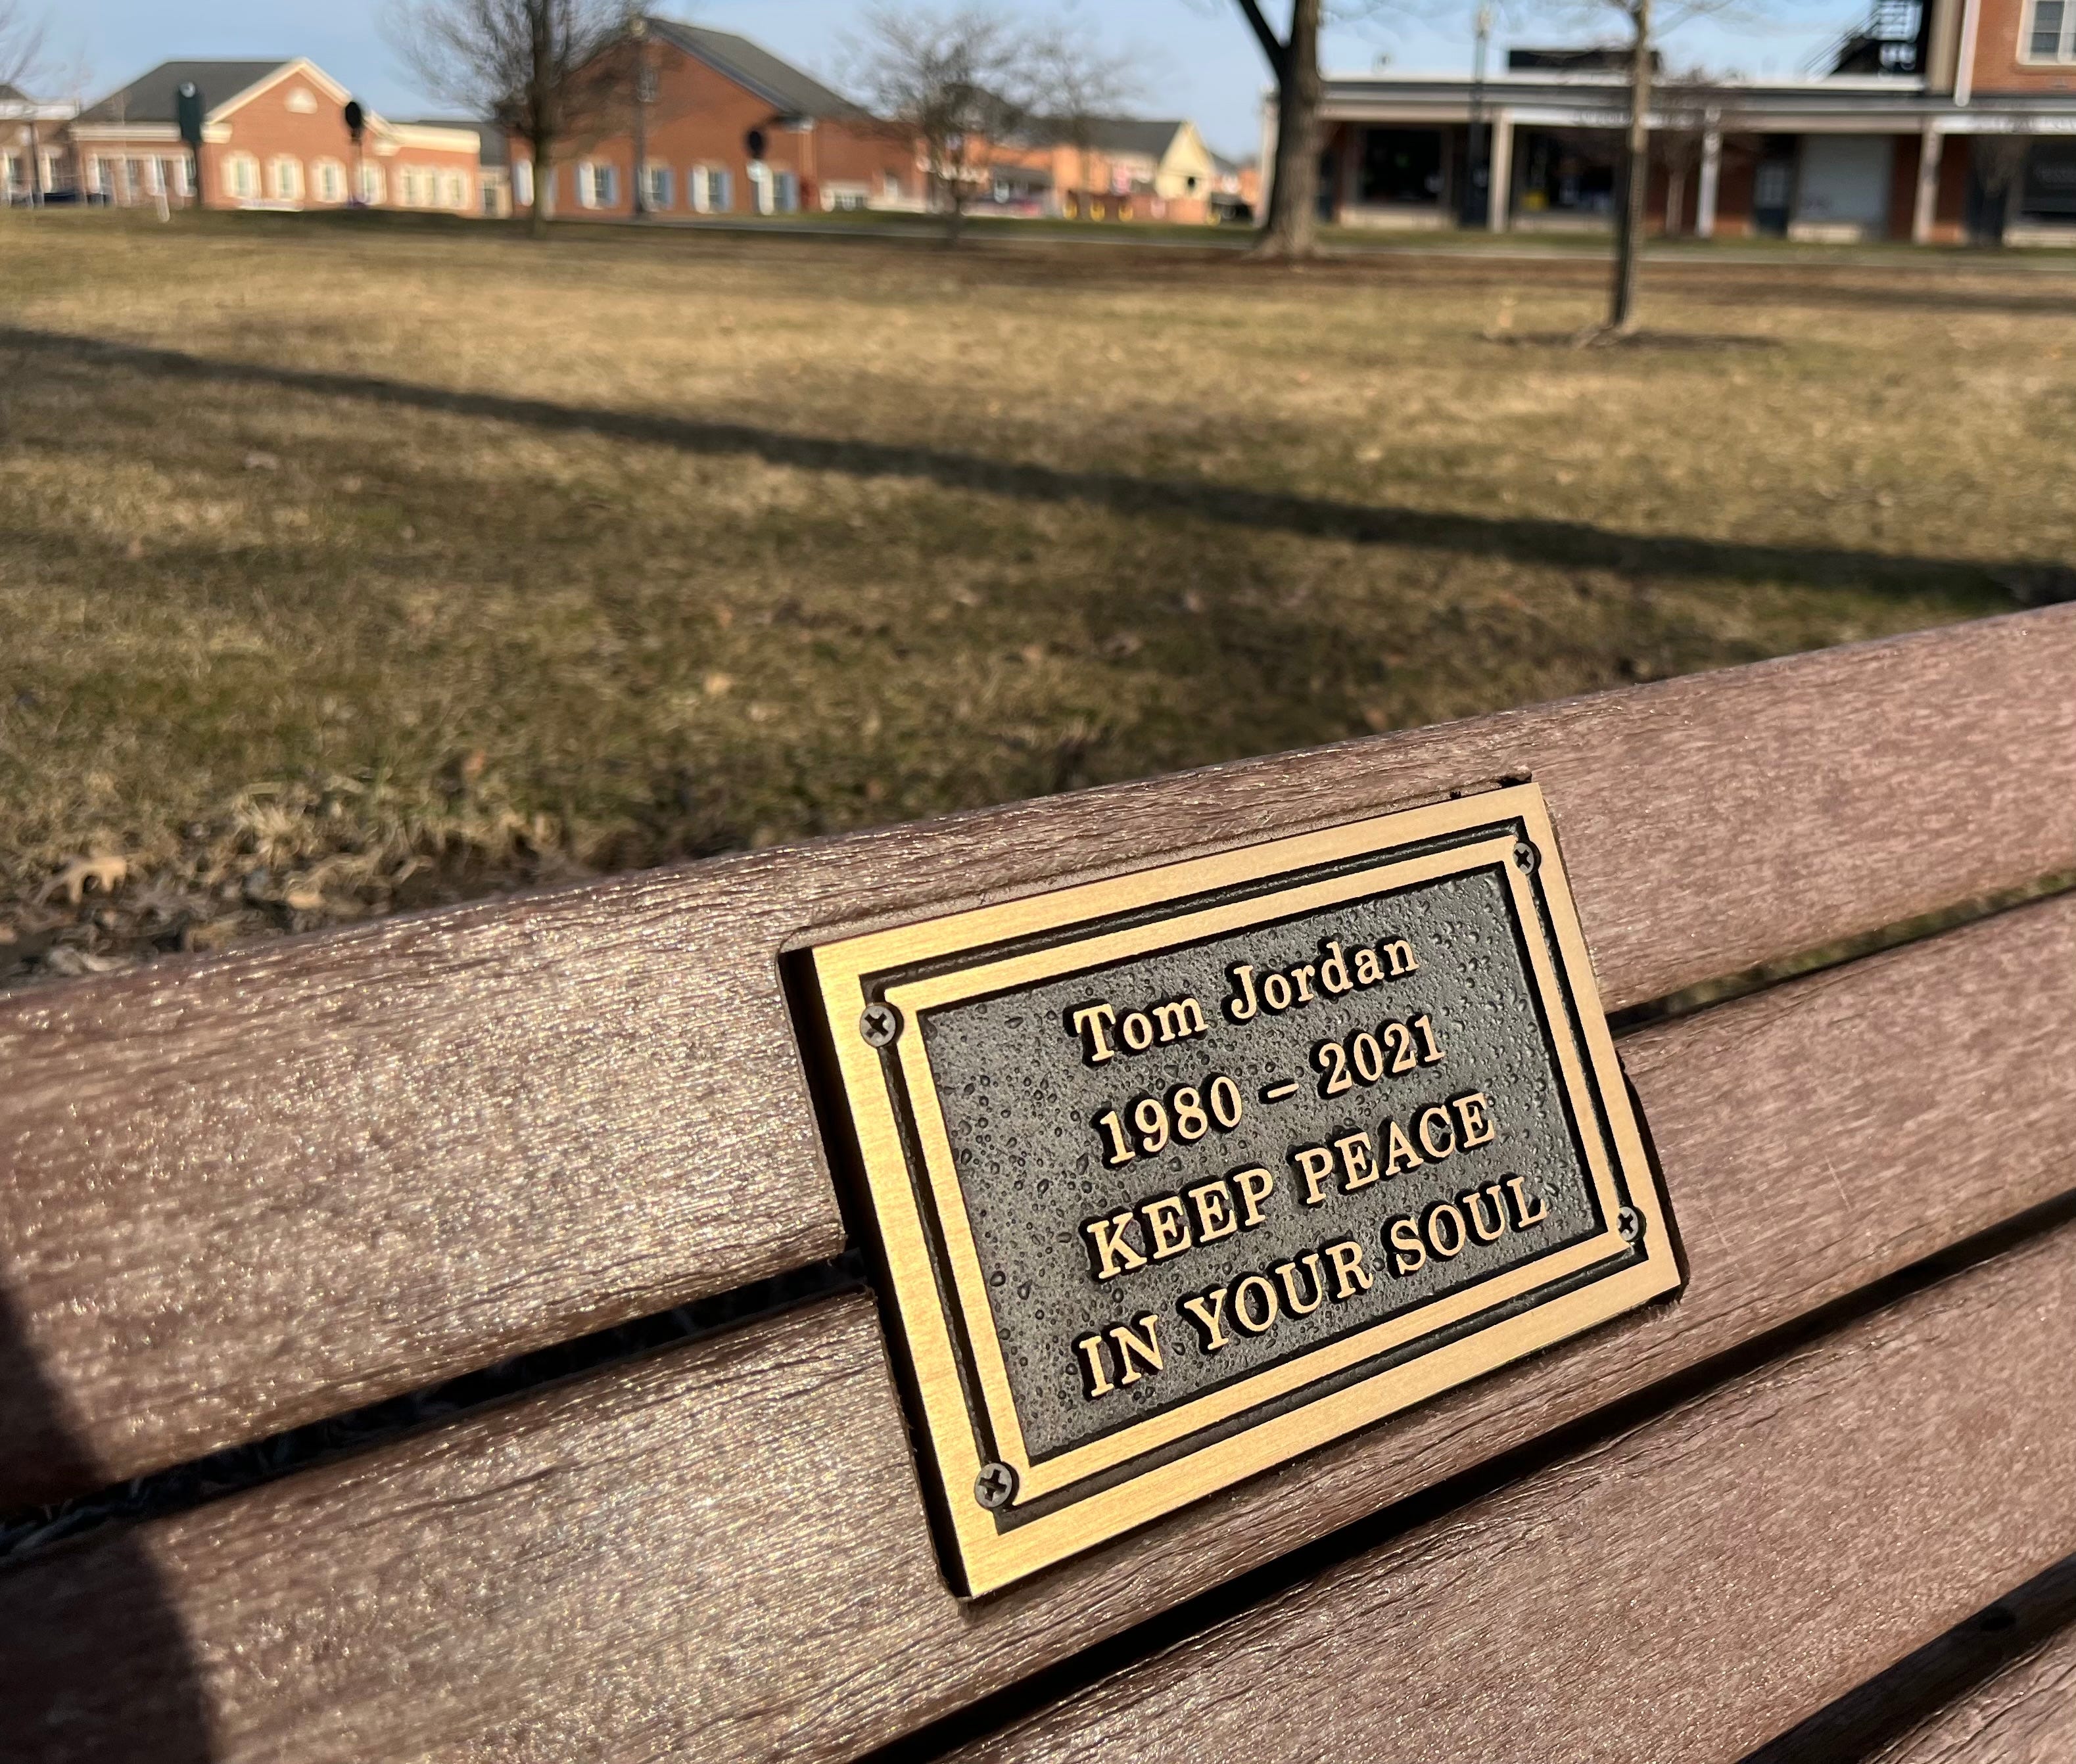 Tom Jordan
1980 – 2021
KEEP PEACE
IN YOUR SOUL